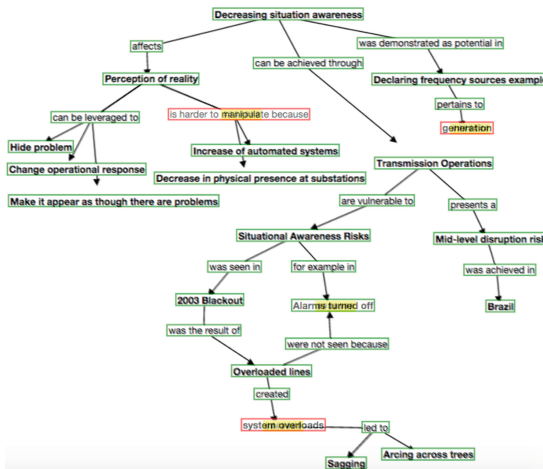 Decreasing situation awareness
affects
was demonstrated as potential in
can be achieved through
Perception of reality
Declaring frequency sources example
can be leveraged to
is harder to manipulate because
pertains to
generation
Hide problem
Increase of automated systems
Change operational response
Transmission Operations
Decrease in physical presence at substations
Make it appear as though there are problems
are vulnerable to
presents a
Situational Awareness Risks
Mid-level disruption risk
was seen in
for example in
was achieved in
2003 Blackout
Alarms turned off
Brazil
was the result of
were not seen because
Overloaded lines
created
system overloads
led to
Sagging
Arcing across trees